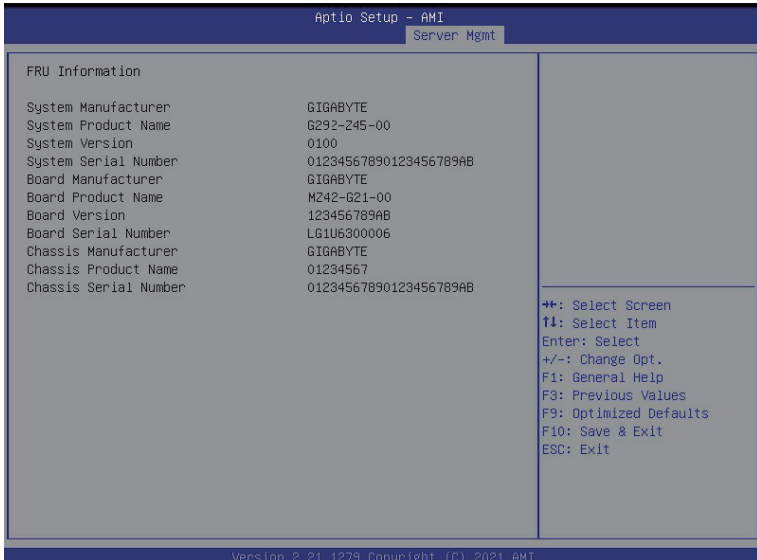 Aptio Setup – AMI
Server Mgmt
FRU Information
System Manufacturer GIGABYTE
System Product Name G292-Z45-00
System Version 0100
System Serial Number 01234567890123456789AB
Board Manufacturer GIGABYTE
Board Product Name MZ42-G21-00
Board Version 123456789AB
Board Serial Number LG1U6300006
Chassis Manufacturer GIGABYTE
Chassis Product Name 01234567
Chassis Serial Number 01234567890123456789AB
→←: Select Screen
↑↓: Select Item
Enter: Select
+/-: Change Opt.
F1: General Help
F3: Previous Values
F9: Optimized Defaults
F10: Save & Exit
ESC: Exit
Version 2.21.1279 Copyright (C) 2021 AMI